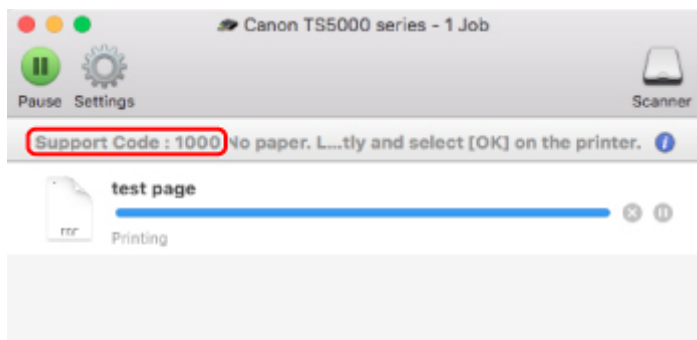 Canon TS5000 series - 1 Job
Pause Settings
Scanner
Support Code : 1000 No paper. L...tly and select [OK] on the printer.
test page
Printing